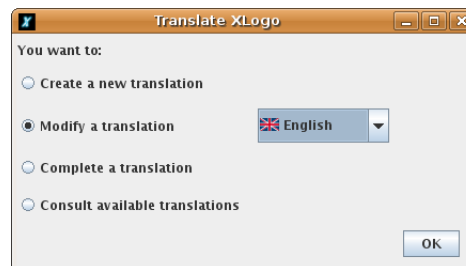 Translate XLogo
You want to:
Create a new translation
Modify a translation English
Complete a translation
Consult available translations
OK